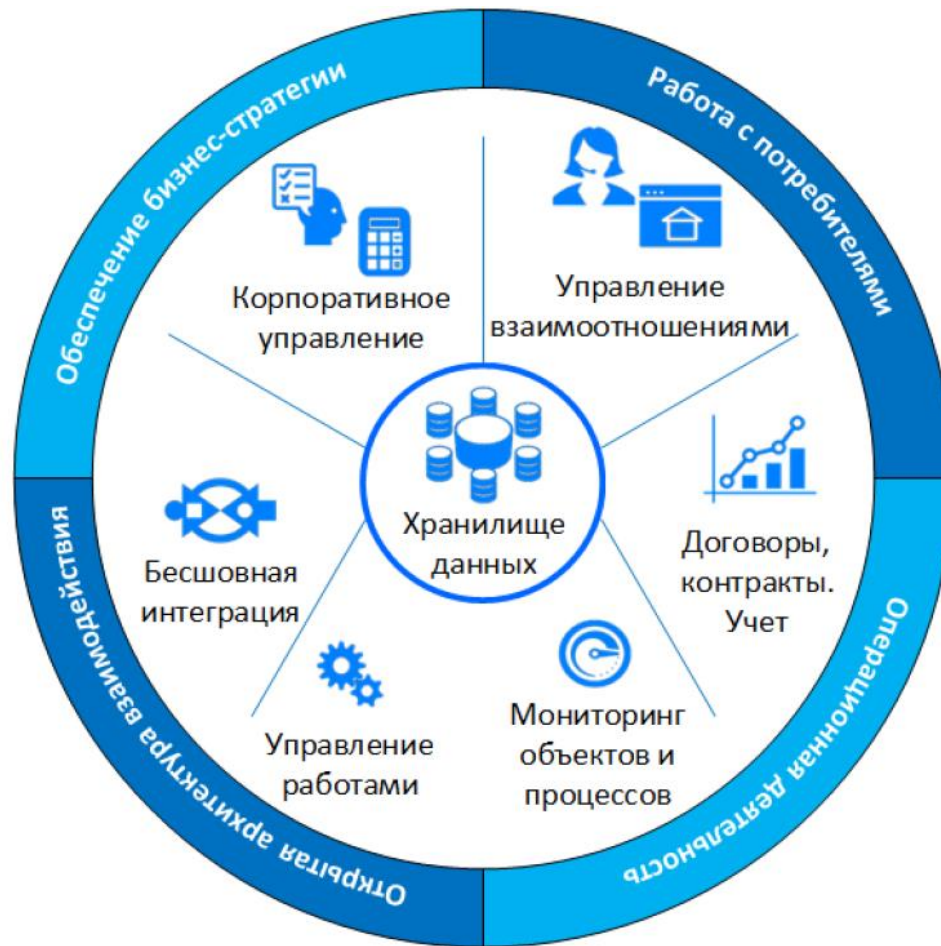 Обеспечение бизнес-стратегии
Работа с потребителями
Корпоративное
управление
Управление
взаимоотношениями
Хранилище
данных
Бесшовная
интеграция
Договоры,
контракты.
Учет
Управление
работами
Мониторинг
объектов и
процессов
Открытая архитектура взаимодействия
Операционная деятельность